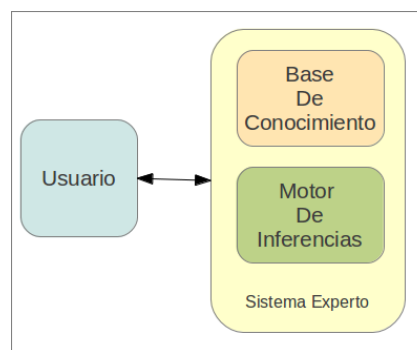 Usuario
Base
De
Conocimiento
Motor
De
Inferencias
Sistema Experto